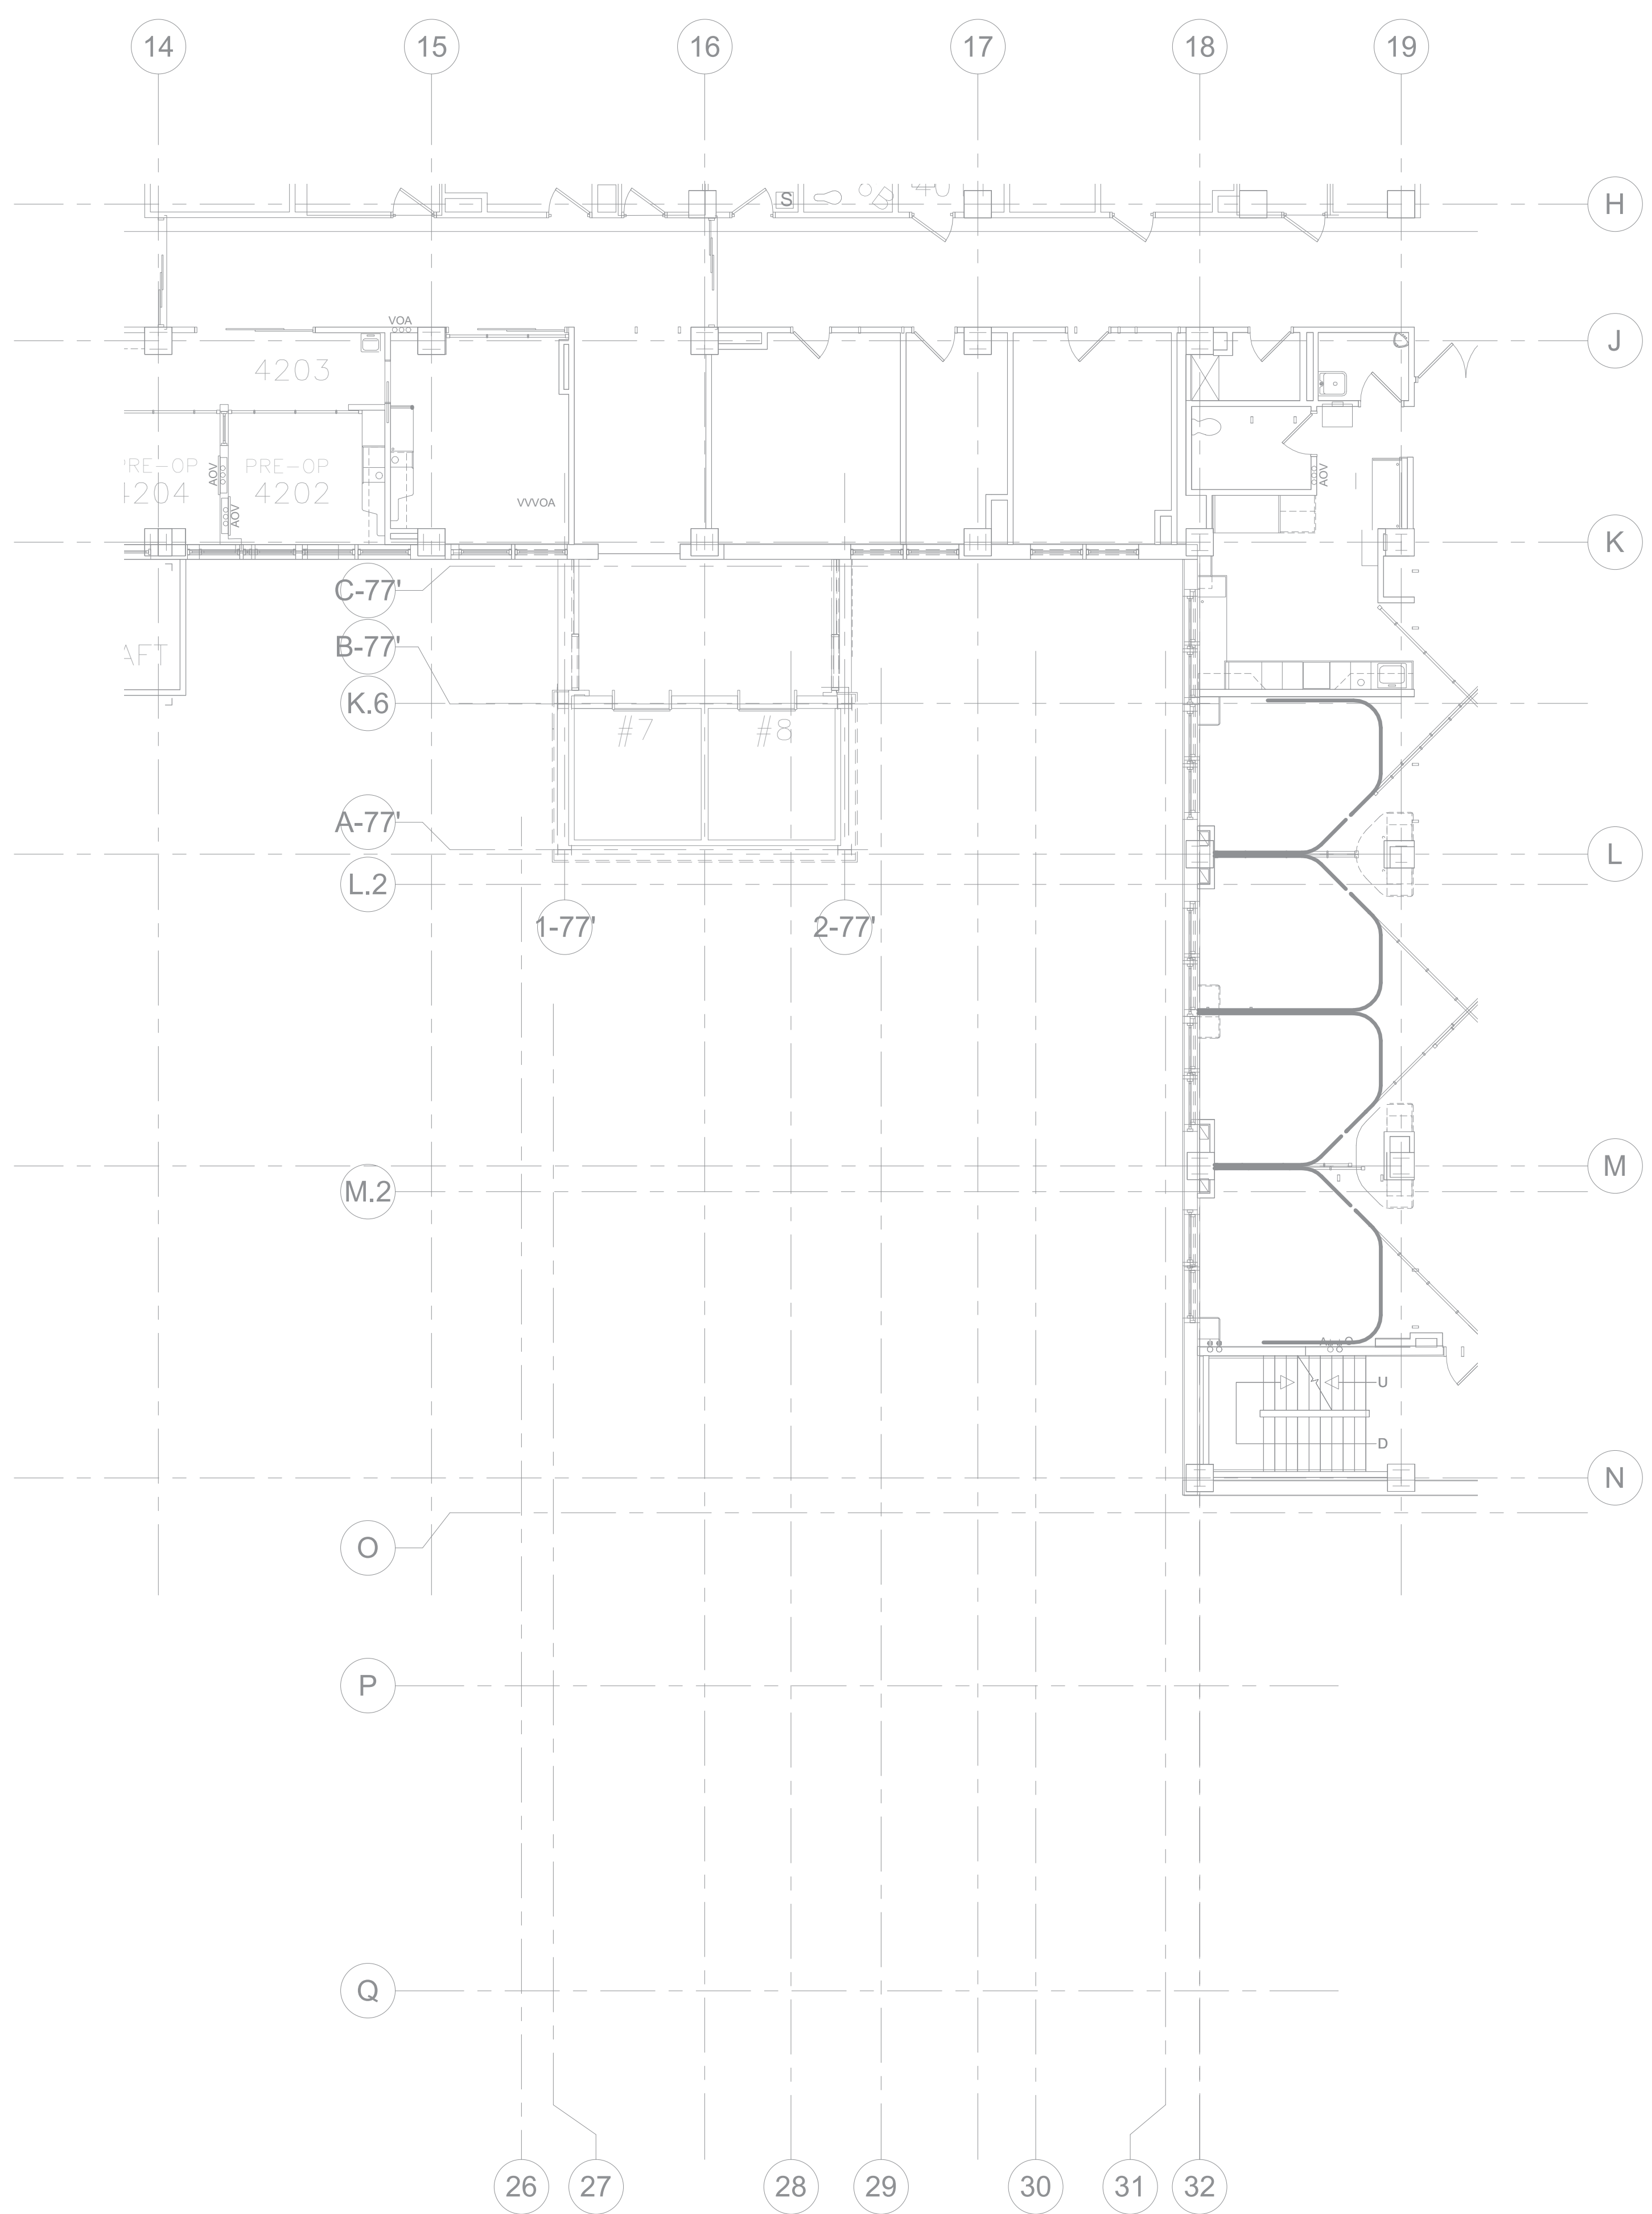 14
15
16
17
18
19
H
S
J
VOA
4203
PRE-OP
4204
AOV
AOV
PRE-OP
4202
VVVOA
AOV
K
C-77'
B-77'
K.6
#7
#8
A-77'
L
L.2
1-77'
2-77'
M
M.2
U
D
N
O
P
Q
26
27
28
29
30
31
32